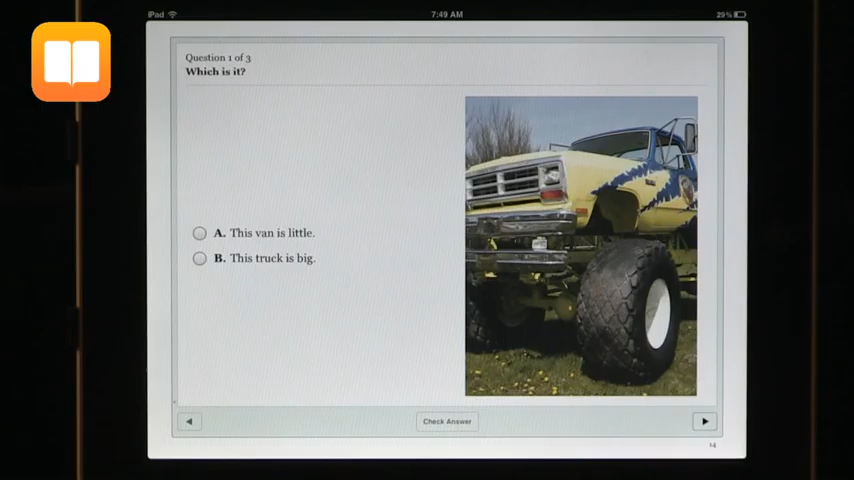 iPad
7:49 AM
29%
Question 1 of 3
Which is it?
A. This van is little.
B. This truck is big.
Check Answer
14